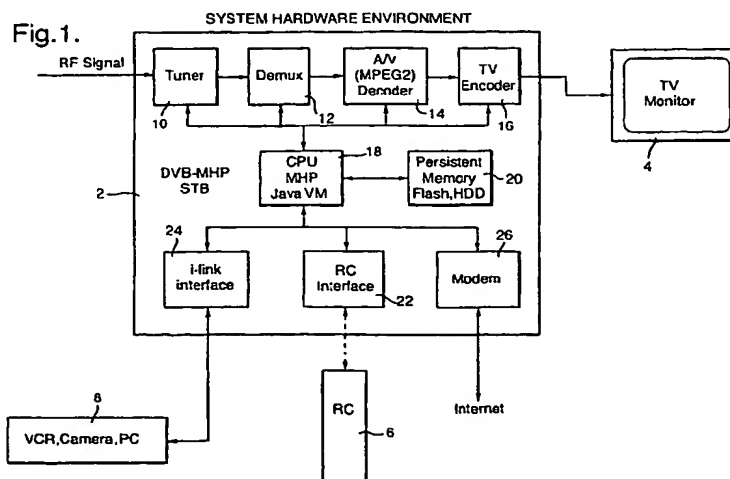 SYSTEM HARDWARE ENVIRONMENT
Fig.1.
RF Signal
Tuner
10
Demux
12
A/V
(MPEG2)
Decoder
14
TV
Encoder
16
TV
Monitor
4
2
DVB-MHP
STB
CPU
MHP
Java VM
18
Persistent
Memory
Flash,HDD
20
24
i-link
interface
RC
Interface
22
26
Modem
8
VCR,Camera,PC
RC
6
Internet